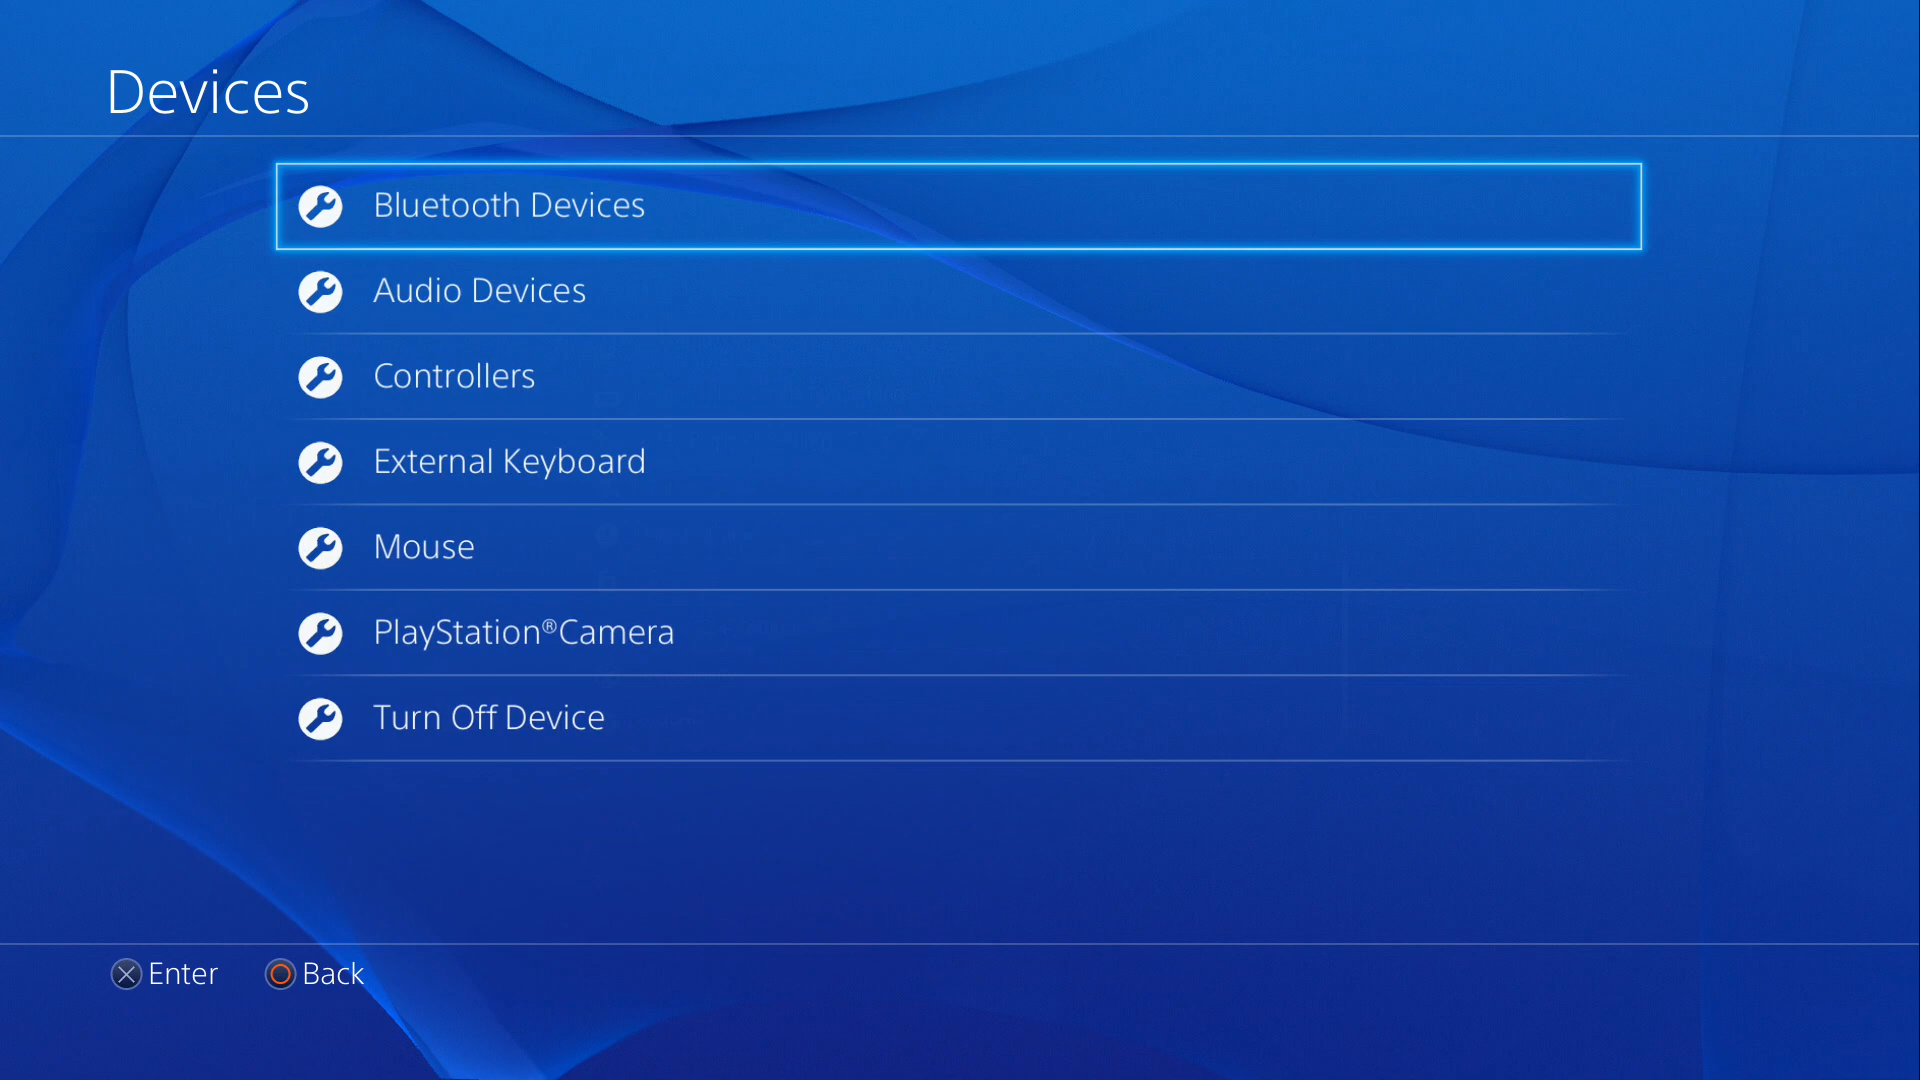 Devices
Bluetooth Devices
Audio Devices
Controllers
External Keyboard
Mouse
PlayStation®Camera
Turn Off Device
Enter Back